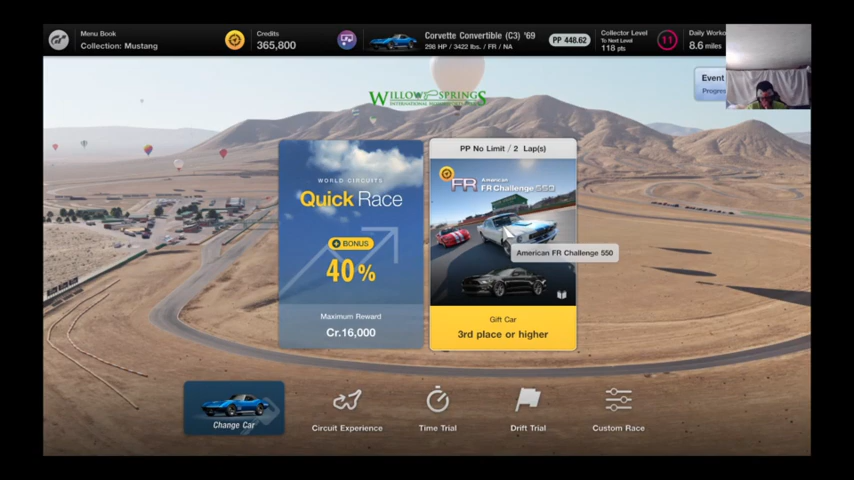 Menu Book
Collection: Mustang
Credits
365,800
Corvette Convertible (C3) '69
298 HP / 3422 lbs. / FR / NA
PP 448.62
Collector Level
To Next Level
118 pts
11
Daily Worko
8.6 miles
Event
Progre
WILLOW SPRINGS
INTERNATIONAL
WORLD CIRCUITS
Quick Race
BONUS
40%
Maximum Reward
Cr.16,000
PP No Limit / 2 Lap(s)
FR American
FR Challenge 550
American FR Challenge 550
Gift Car
3rd place or higher
Change Car
Circuit Experience
Time Trial
Drift Trial
Custom Race